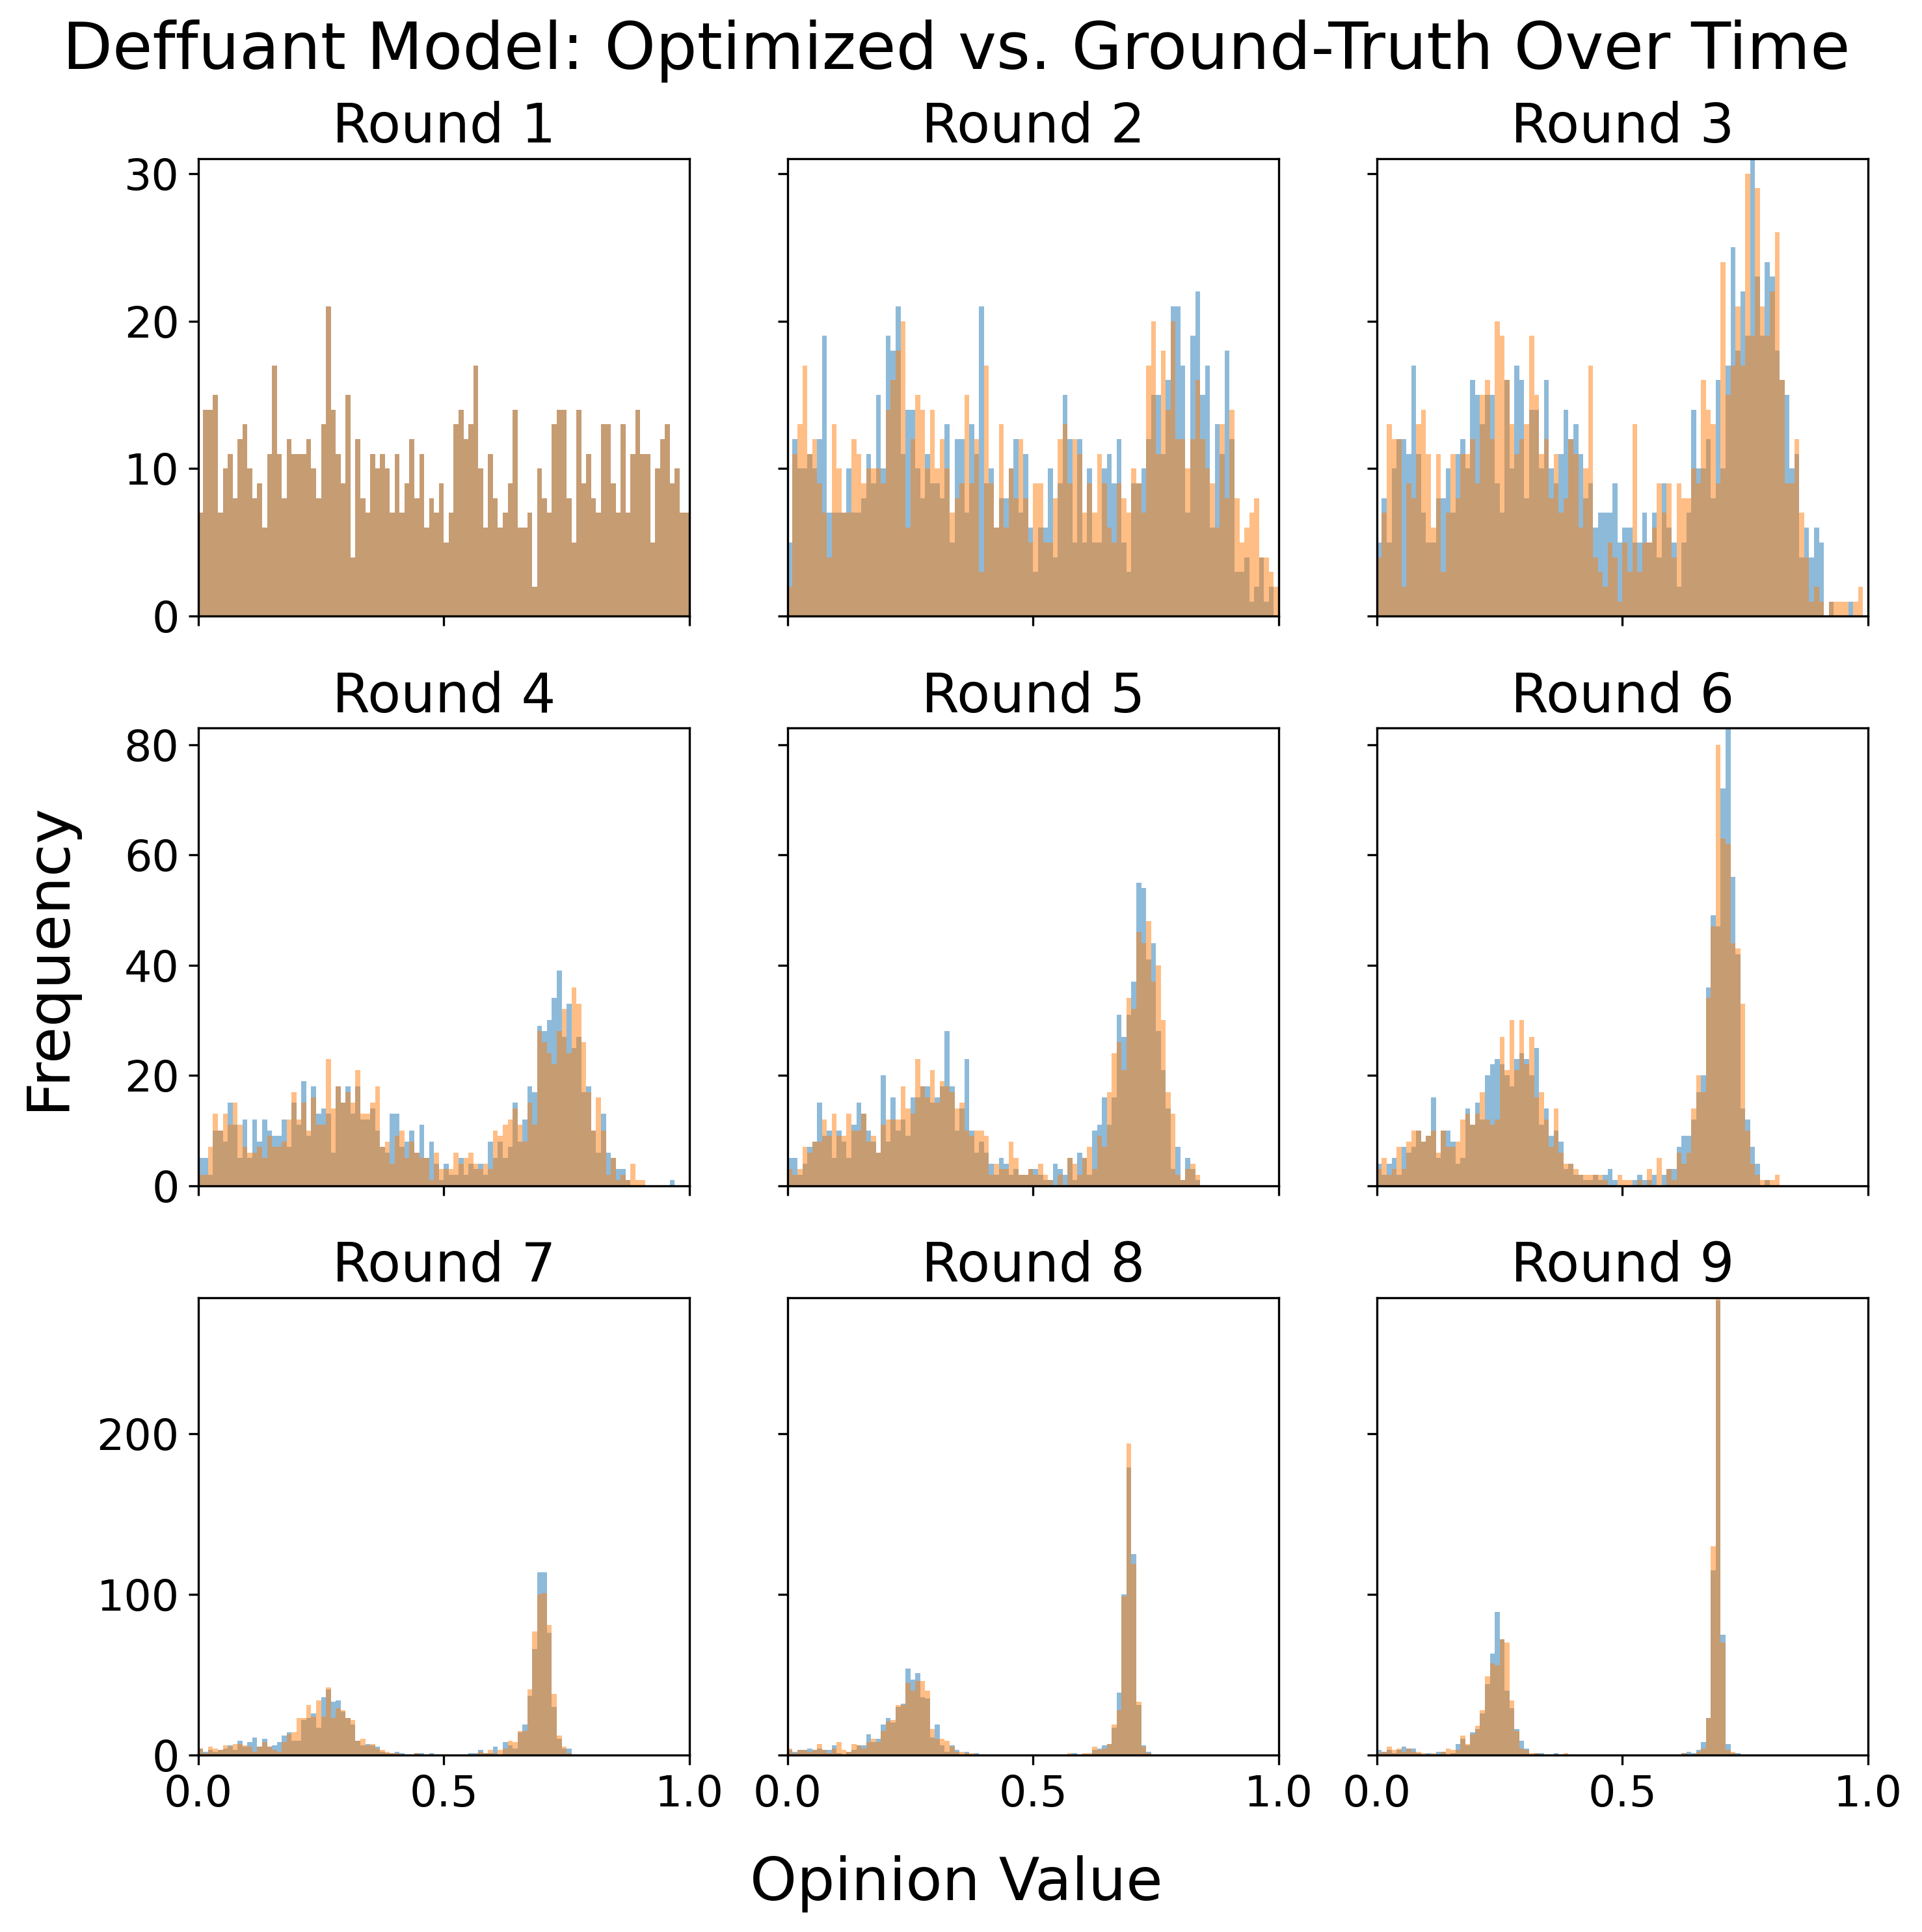 Deffuant Model: Optimized vs. Ground-Truth Over Time
Round 1
Round 2
Round 3
30
20
10
0
Round 4
Round 5
Round 6
80
60
40
20
0
Frequency
Round 7
Round 8
Round 9
200
100
0
0.0 0.5 1.0 0.0 0.5 1.0 0.0 0.5 1.0
Opinion Value